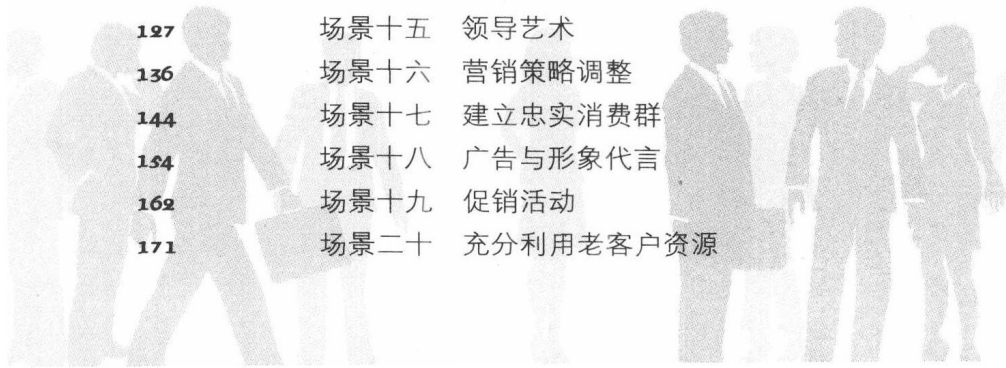 127 场景十五 领导艺术
136 场景十六 营销策略调整
144 场景十七 建立忠实消费群
154 场景十八 广告与形象代言
162 场景十九 促销活动
171 场景二十 充分利用老客户资源